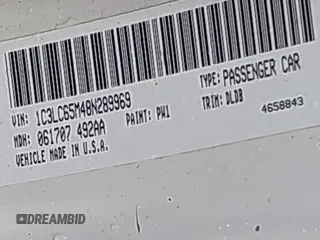 VIN: 1C3LC65M48N289969
TYPE: PASSENGER CAR
MDH: 061707 492AA
PAINT: PW1
TRIM: DLDB
VEHICLE MADE IN U.S.A.
4658843
DREAMBID